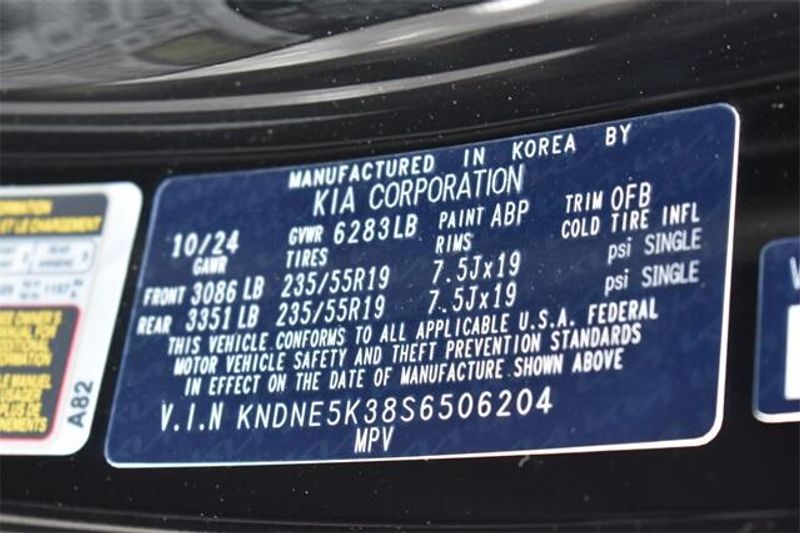 MANUFACTURED IN KOREA BY
KIA CORPORATION
10/24 GVWR 6283LB PAINT ABP TRIM OFB
GAWR TIRES RIMS COLD TIRE INFL
FRONT 3086 LB 235/55R19 7.5Jx19 psi SINGLE
REAR 3351 LB 235/55R19 7.5Jx19 psi SINGLE
THIS VEHICLE CONFORMS TO ALL APPLICABLE U.S.A. FEDERAL
MOTOR VEHICLE SAFETY AND THEFT PREVENTION STANDARDS
IN EFFECT ON THE DATE OF MANUFACTURE SHOWN ABOVE
V.I.N KNDNE5K38S6506204
MPV
A82